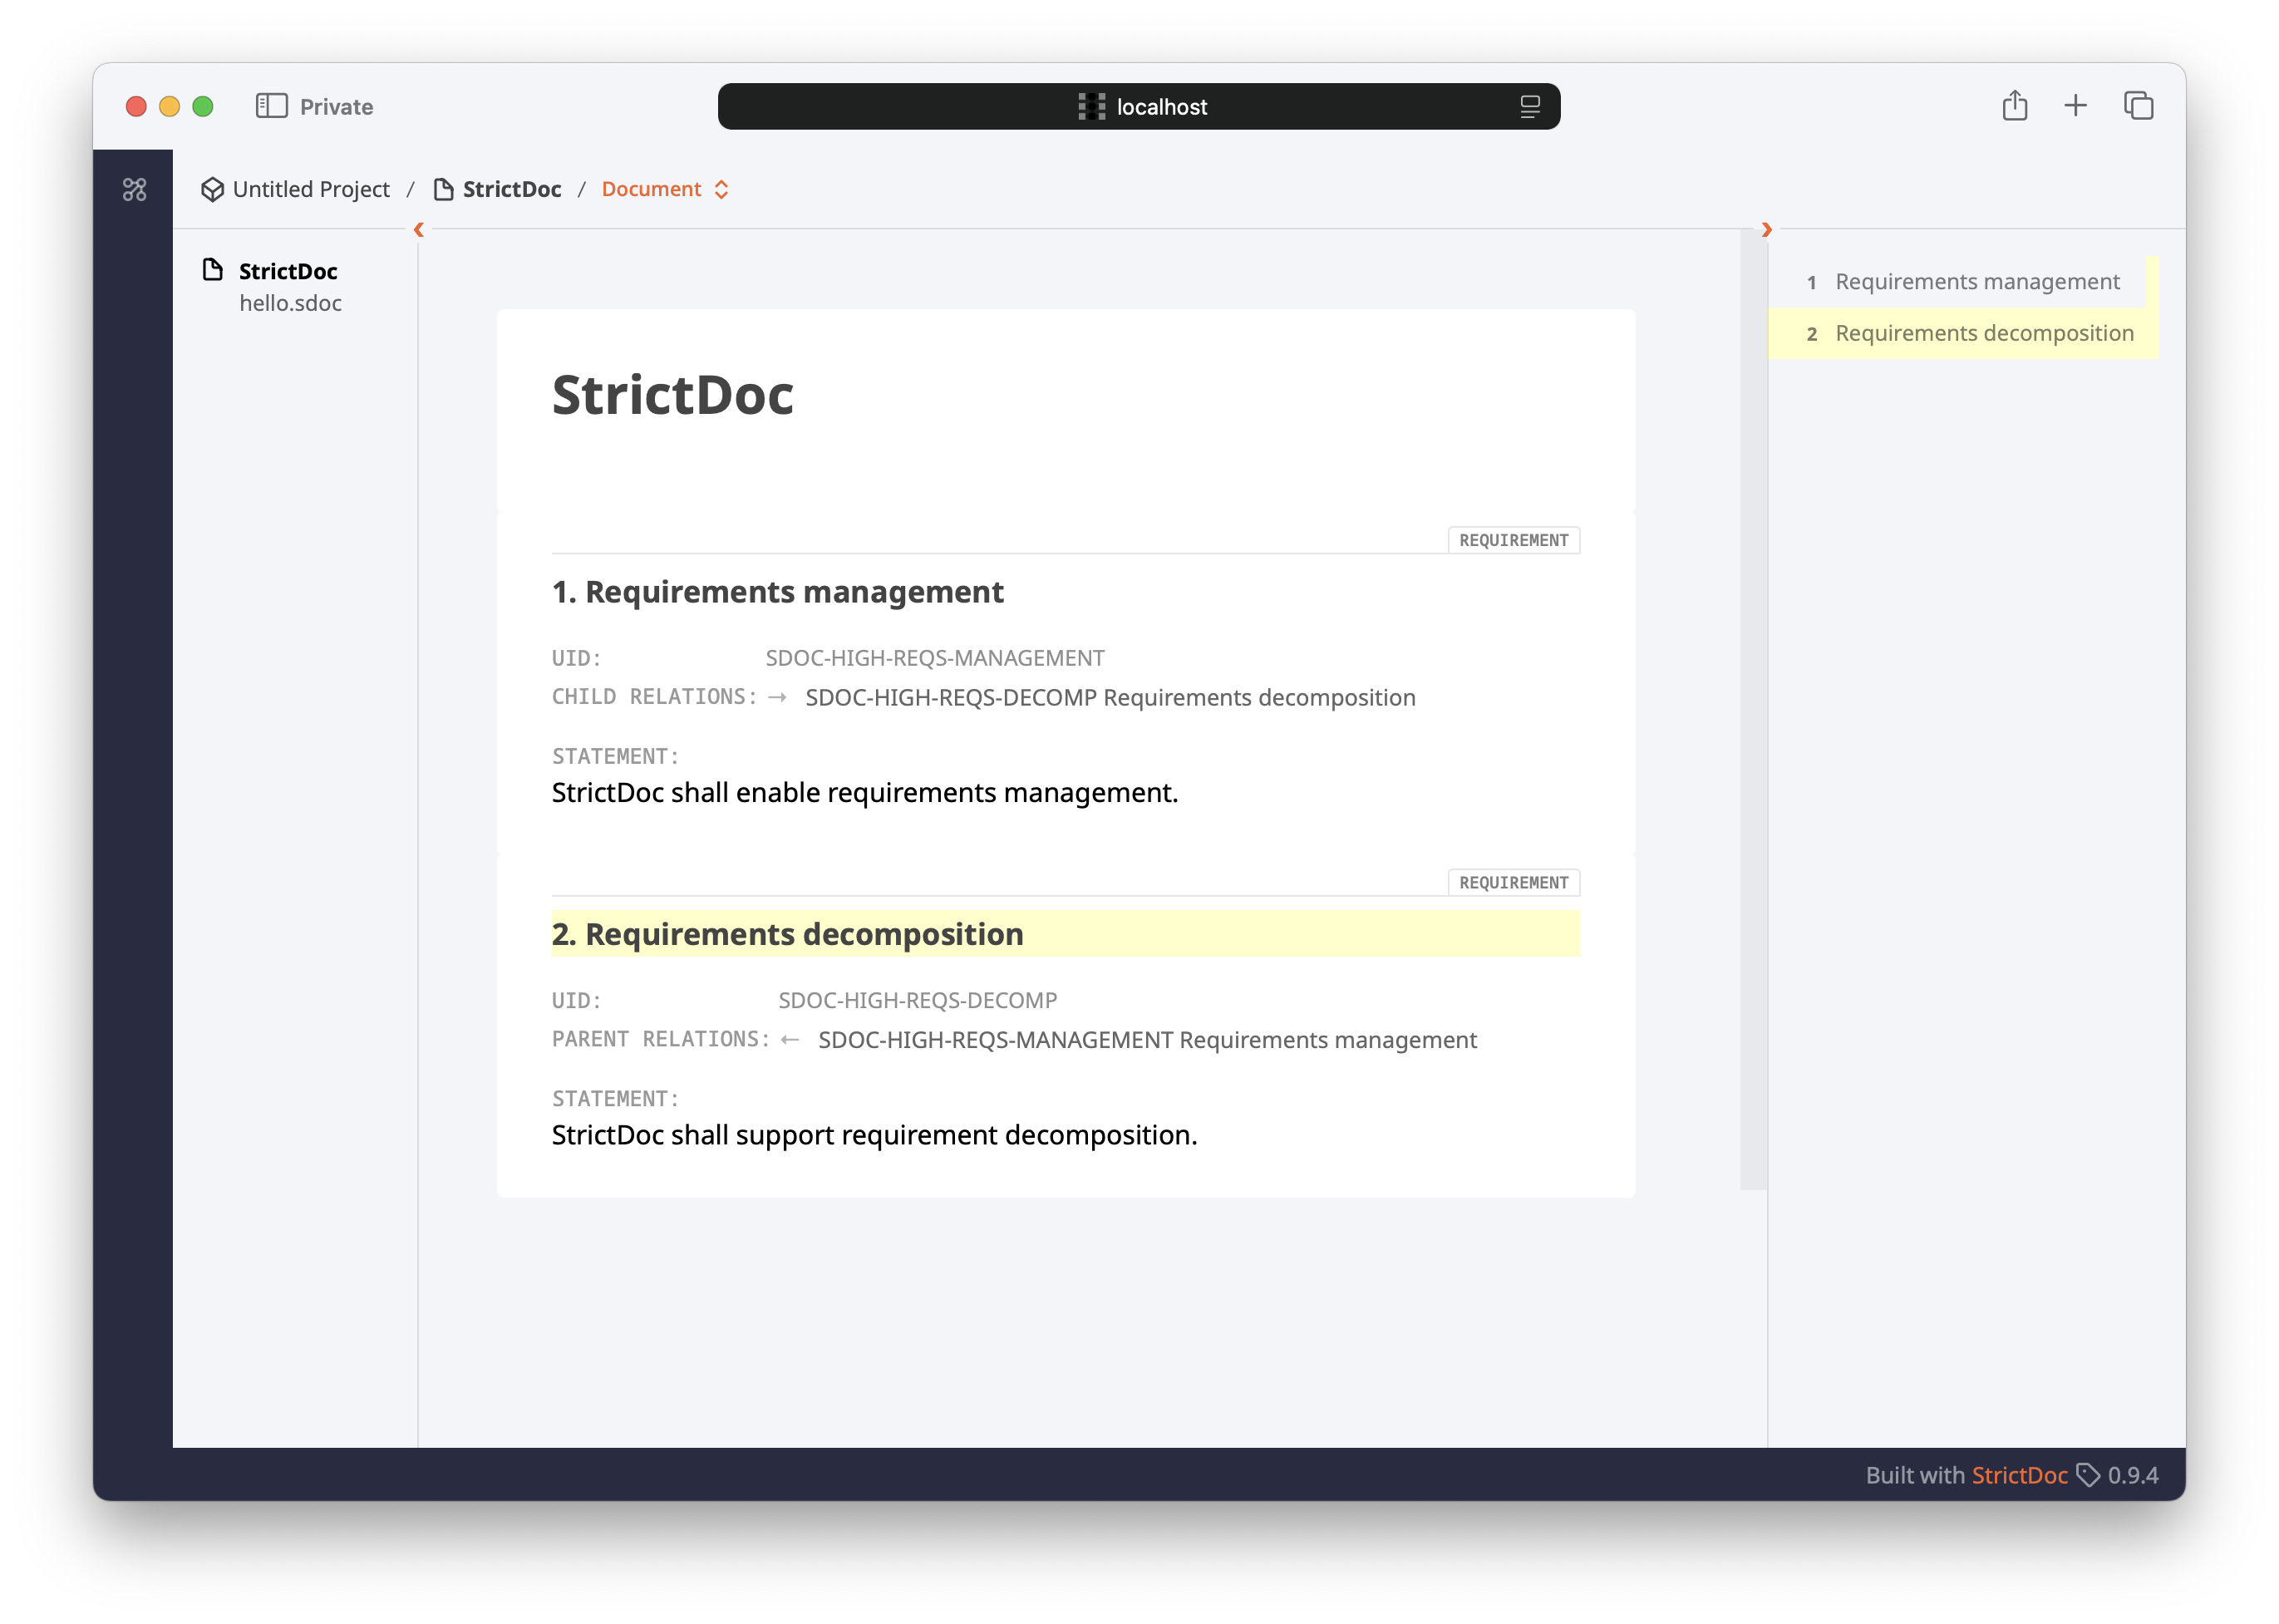 Private
localhost
Untitled Project / StrictDoc / Document
StrictDoc
hello.sdoc
StrictDoc
REQUIREMENT
1. Requirements management
UID: SDOC-HIGH-REQS-MANAGEMENT
CHILD RELATIONS: → SDOC-HIGH-REQS-DECOMP Requirements decomposition
STATEMENT:
StrictDoc shall enable requirements management.
REQUIREMENT
2. Requirements decomposition
UID: SDOC-HIGH-REQS-DECOMP
PARENT RELATIONS: ← SDOC-HIGH-REQS-MANAGEMENT Requirements management
STATEMENT:
StrictDoc shall support requirement decomposition.
1 Requirements management
2 Requirements decomposition
Built with StrictDoc 0.9.4